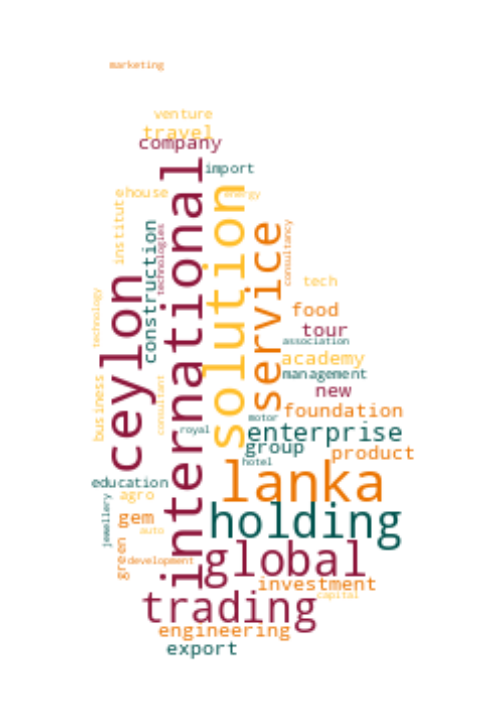 marketing
venture
travel
company
import
international
solution
ehouse
energy
institut
construction
technologies
service
consultancy
ceylon
tech
technology
food
tour
association
academy
management
business
consultant
new
foundation
motor
royal
enterprise
group
product
hotel
lanka
education
agro
jewellery
gem
auto
holding
green
global
development
investment
capital
trading
engineering
export